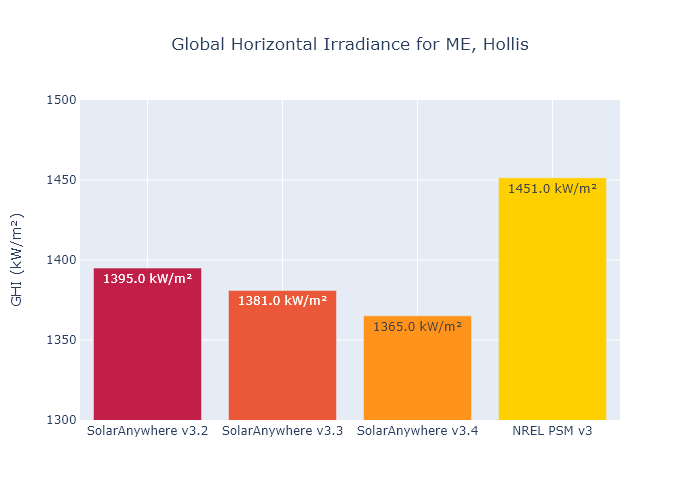 Global Horizontal Irradiance for ME, Hollis
GHI (kW/m²)
1500
1450
1400
1350
1300
1395.0 kW/m²
1381.0 kW/m²
1365.0 kW/m²
1451.0 kW/m²
SolarAnywhere v3.2
SolarAnywhere v3.3
SolarAnywhere v3.4
NREL PSM v3